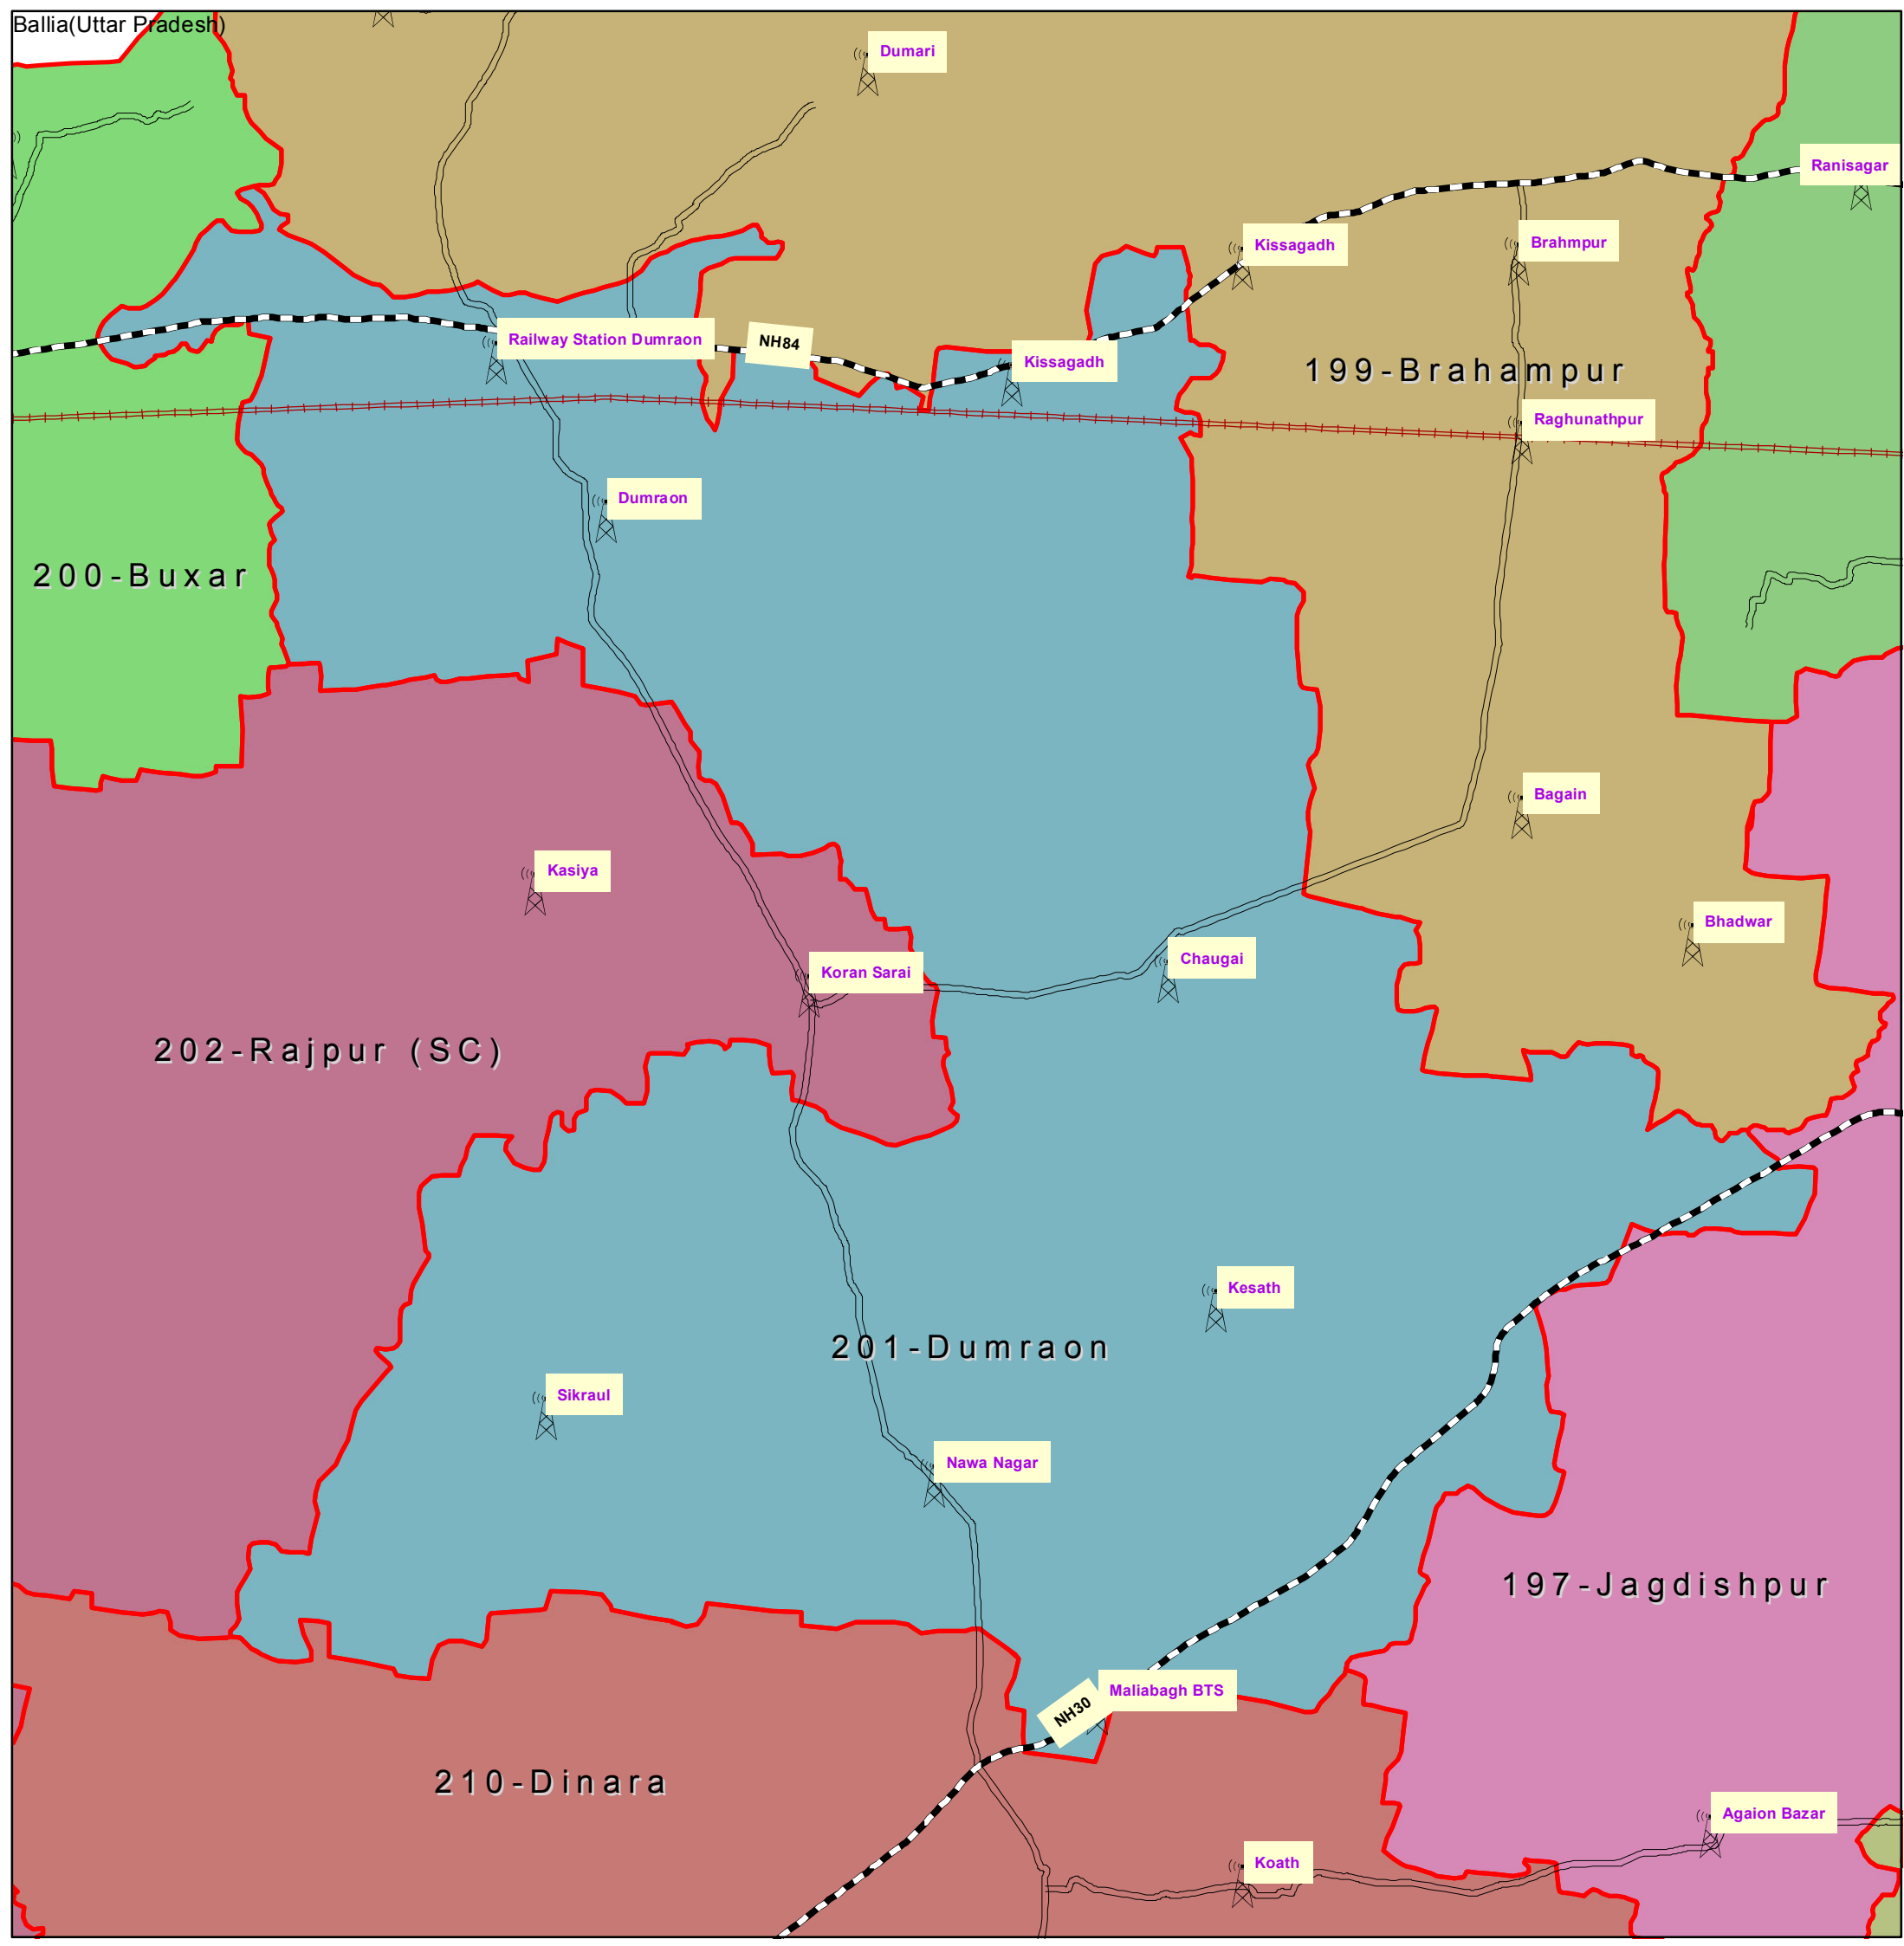 Ballia(Uttar Pradesh)
Dumari
Ranisagar
Kissagadh
Brahmpur
Railway Station Dumraon
NH84
Kissagadh
199-Brahampur
Raghunathpur
Dumraon
200-Buxar
Bagain
Kasiya
Bhadwar
Chaugai
Koran Sarai
202-Rajpur (SC)
Kesath
201-Dumraon
Sikraul
Nawa Nagar
197-Jagdishpur
Maliabagh BTS
NH30
210-Dinara
Agaion Bazar
Koath